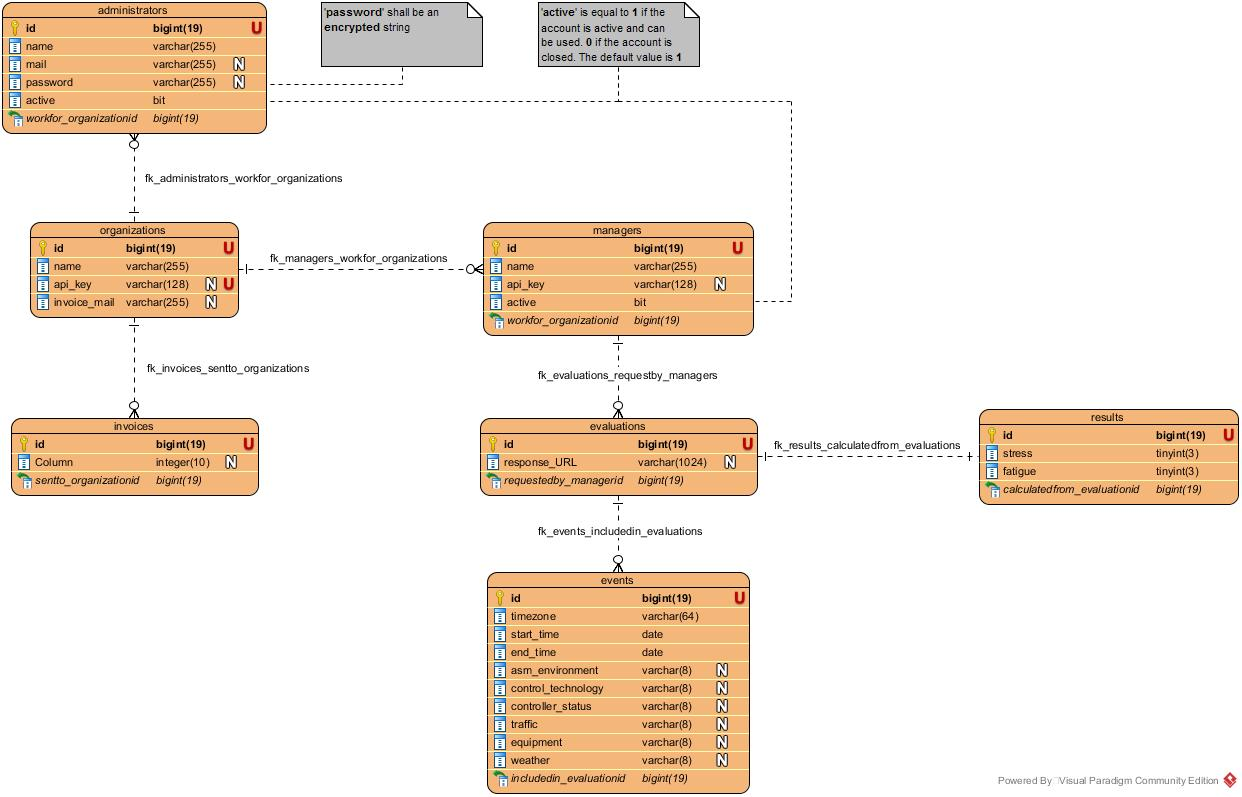 administrators
id bigint(19) U
name varchar(255)
mail varchar(255) N
password varchar(255) N
active bit
workfor_organizationid bigint(19)
'password' shall be an
encrypted string
'active' is equal to 1 if the
account is active and can
be used. 0 if the account is
closed. The default value is 1
fk_administrators_workfor_organizations
organizations
id bigint(19) U
name varchar(255)
api_key varchar(128) N U
invoice_mail varchar(255) N
fk_managers_workfor_organizations
managers
id bigint(19) U
name varchar(255)
api_key varchar(128) N
active bit
workfor_organizationid bigint(19)
fk_invoices_sentto_organizations
fk_evaluations_requestby_managers
invoices
id bigint(19) U
Column integer(10) N
sentto_organizationid bigint(19)
evaluations
id bigint(19) U
response_URL varchar(1024) N
requestedby_managerid bigint(19)
fk_results_calculatedfrom_evaluations
results
id bigint(19) U
stress tinyint(3)
fatigue tinyint(3)
calculatedfrom_evaluationid bigint(19)
fk_events_includedin_evaluations
events
id bigint(19) U
timezone varchar(64)
start_time date
end_time date
asm_environment varchar(8) N
control_technology varchar(8) N
controller_status varchar(8) N
traffic varchar(8) N
equipment varchar(8) N
weather varchar(8) N
includedin_evaluationid bigint(19)
Powered By Visual Paradigm Community Edition